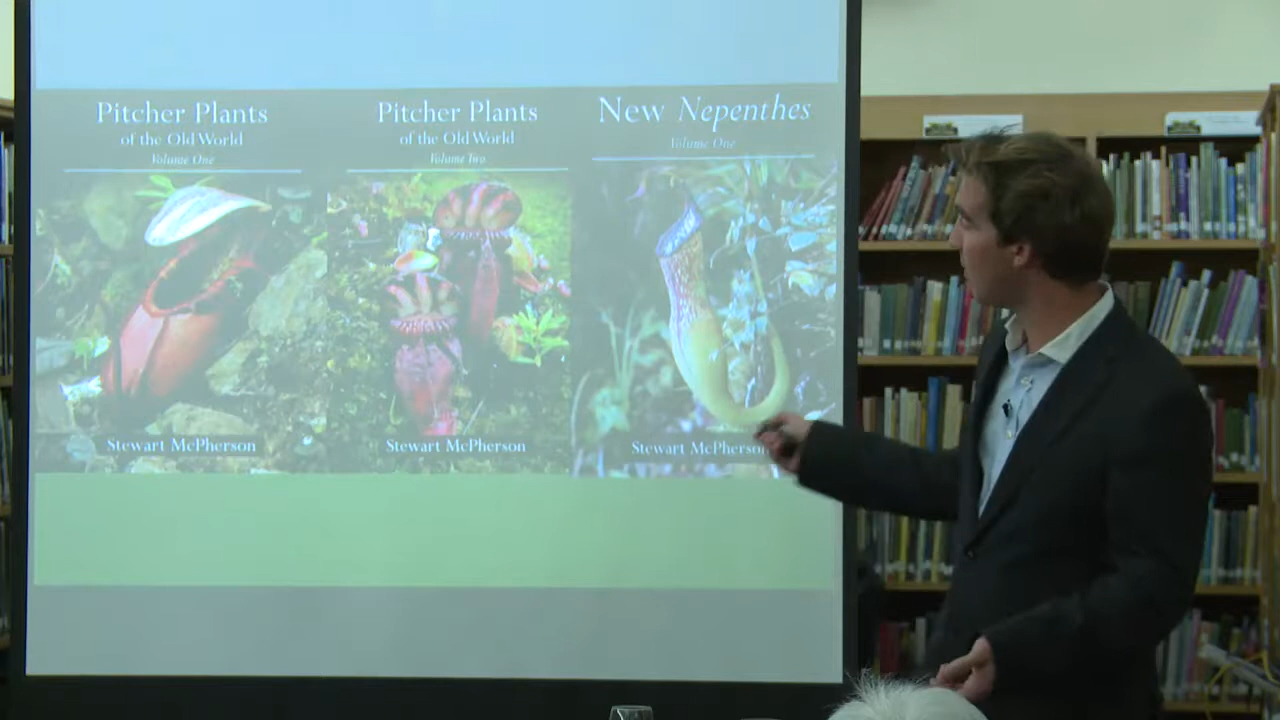 Pitcher Plants
of the Old World
Volume One
Stewart McPherson
Pitcher Plants
of the Old World
Volume Two
Stewart McPherson
New Nepenthes
Volume One
Stewart McPherson